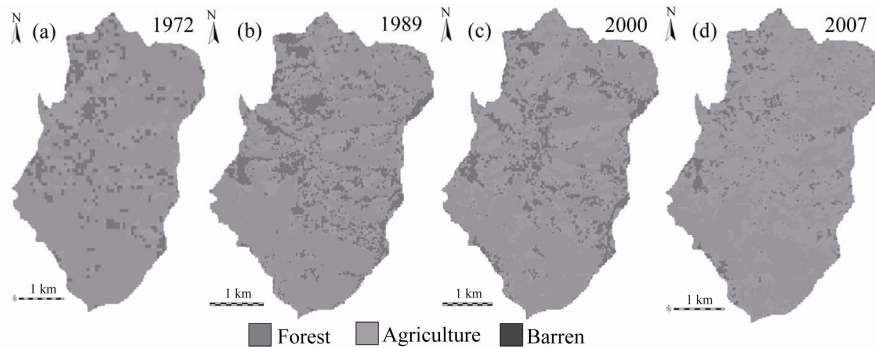 N (a) 1972
N (b) 1989
N (c) 2000
N (d) 2007
1 km
1 km
1 km
1 km
Forest Agriculture Barren